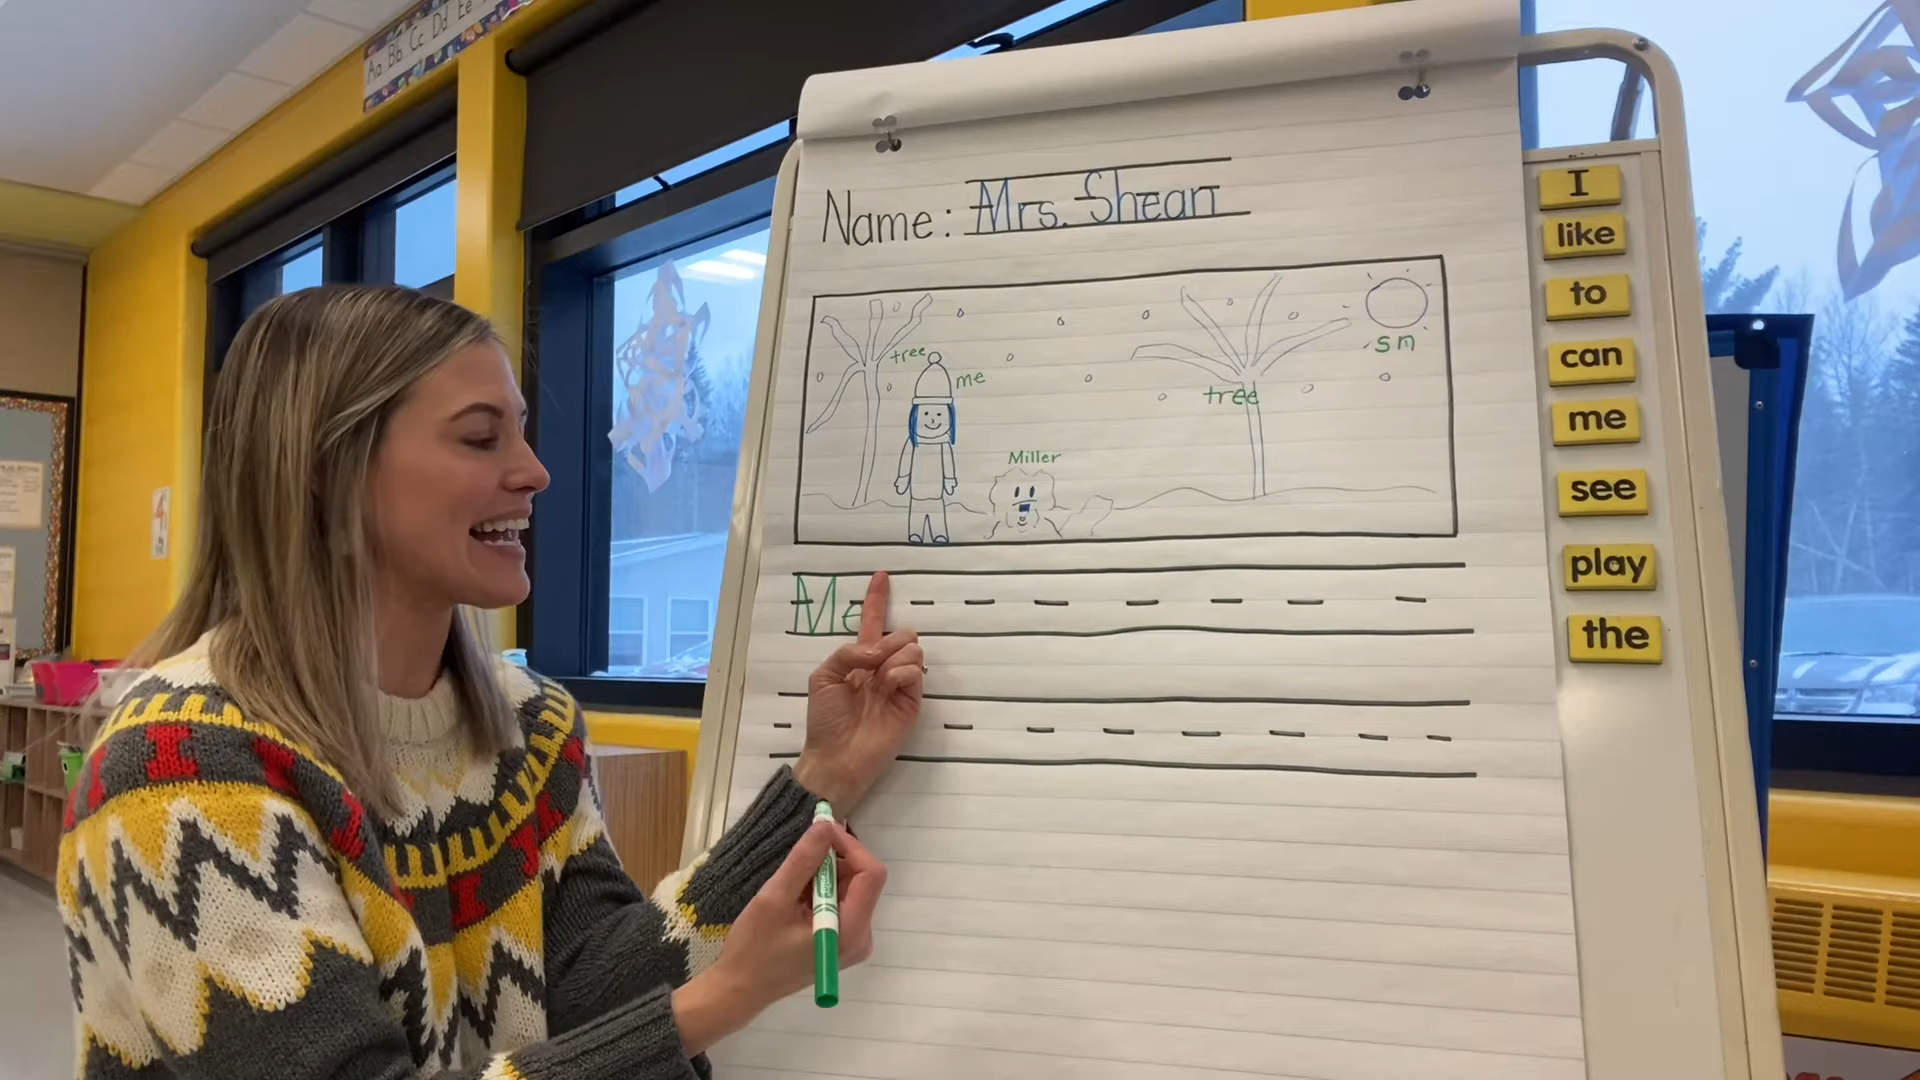 Aa Bb Cc Dd Ee
Name: Mrs. Shean
tree
me
sn
tree
Miller
Me
I
like
to
can
me
see
play
the